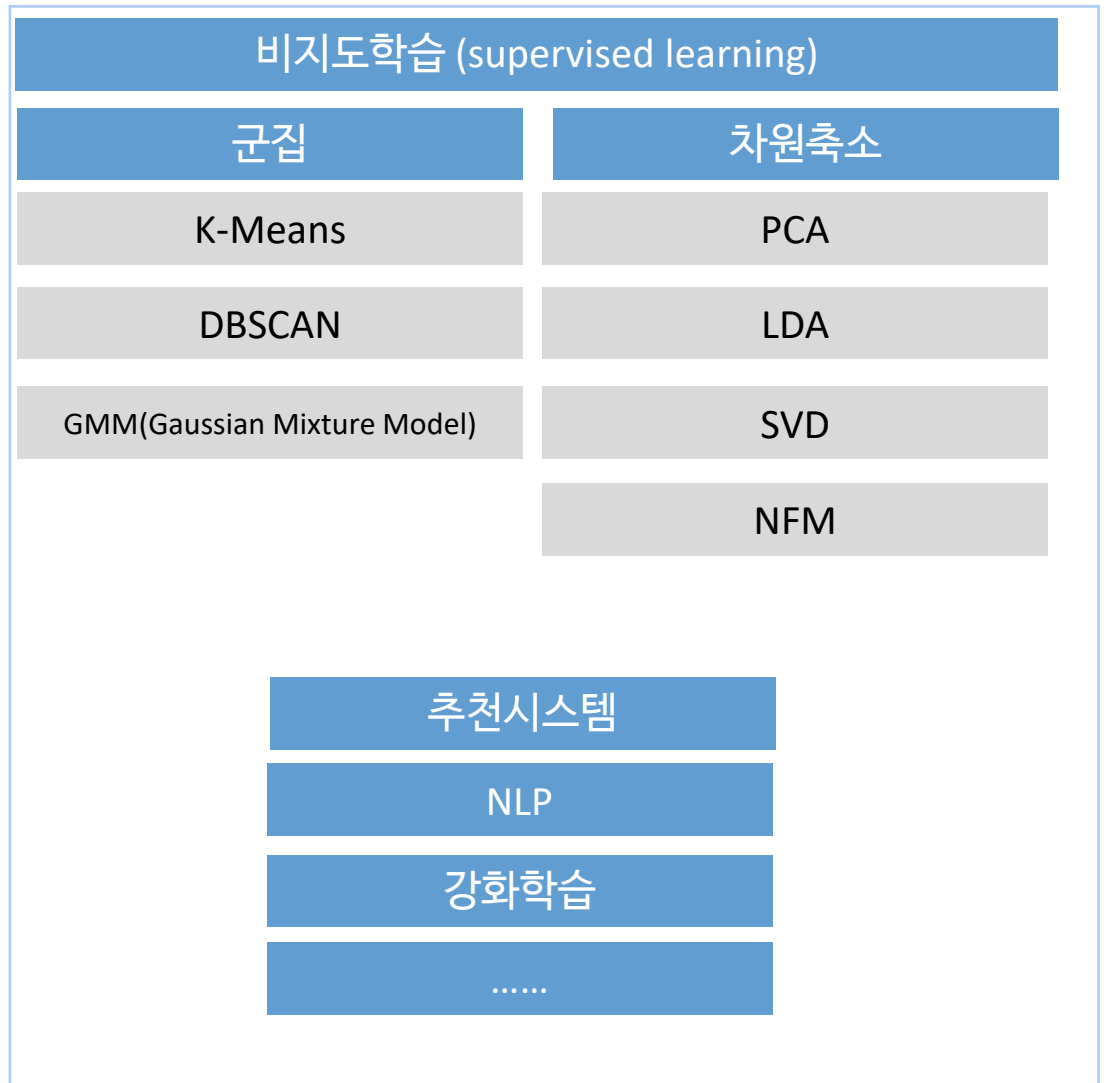 비지도학습 (supervised learning)
군집
차원축소
K-Means
PCA
DBSCAN
LDA
GMM(Gaussian Mixture Model)
SVD
NFM
추천시스템
NLP
강화학습
……